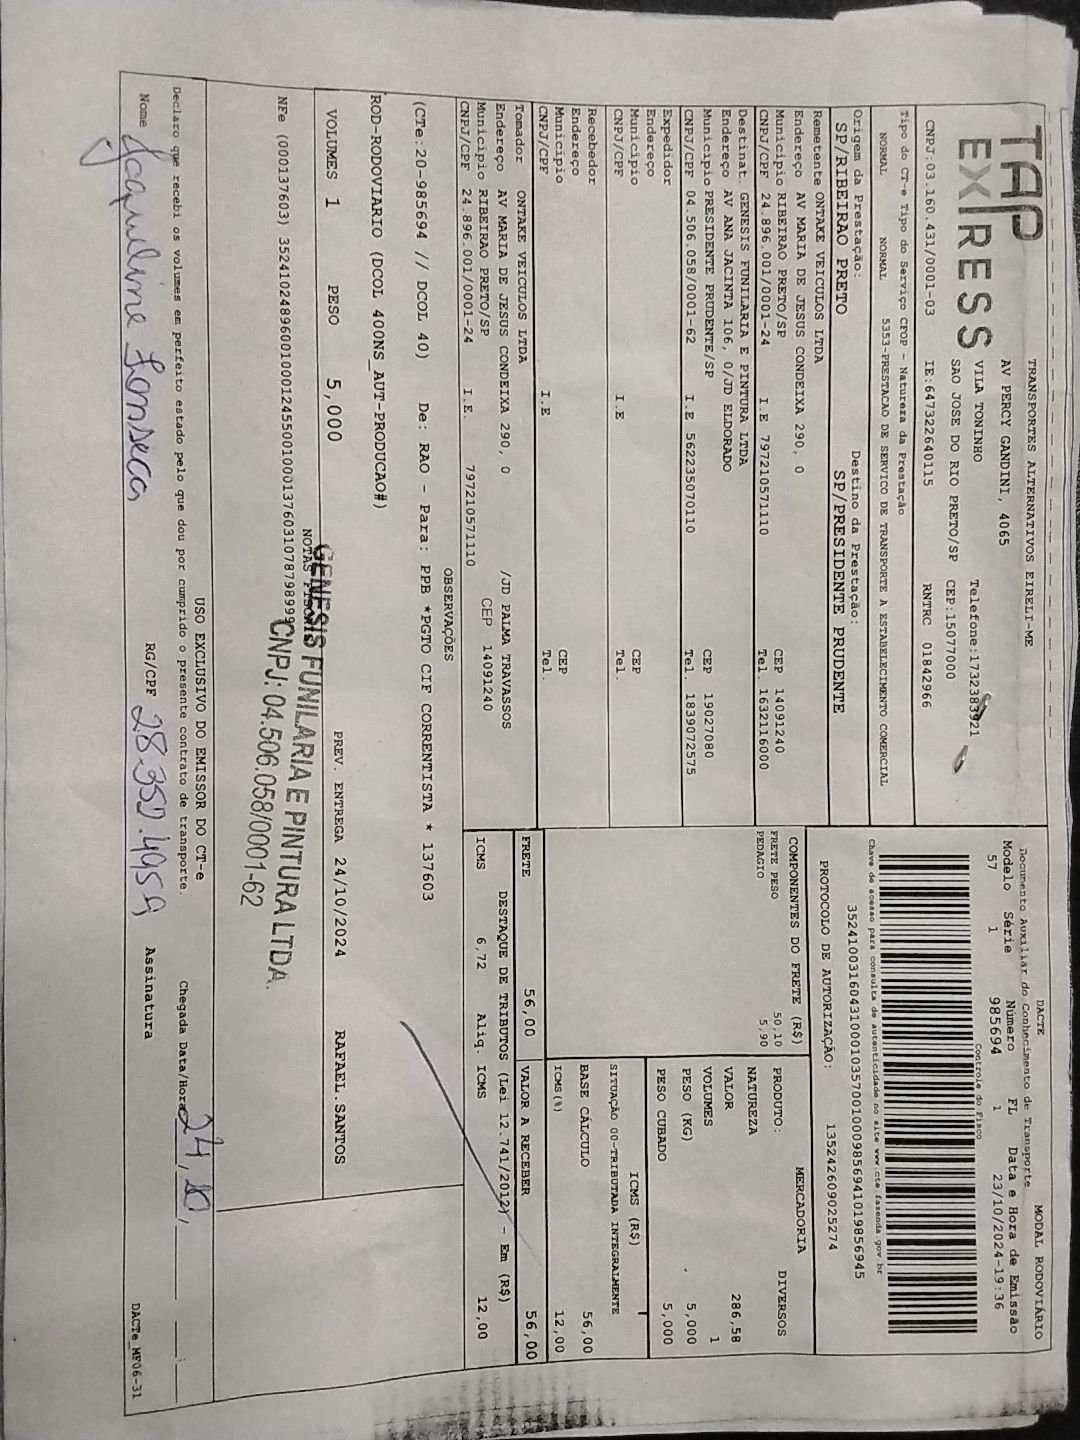 TAP
EXPRESS
TRANSPORTES ALTERNATIVOS EIRELI-ME
AV PERCY GANDINI, 4065
VILA TONINHO Telefone:1732383921
SAO JOSE DO RIO PRETO/SP CEP:15077000
CNPJ:03.160.431/0001-03 IE:647322640115 RNTRC 01842966
Tipo do CT-e Tipo do Serviço CFOP - Natureza da Prestação
NORMAL NORMAL 5353-PRESTACAO DE SERVICO DE TRANSPORTE A ESTABELECIMENTO COMERCIAL
Origem da Prestação: Destino da Prestação:
SP/RIBEIRAO PRETO SP/PRESIDENTE PRUDENTE
Remetente ONTAKE VEICULOS LTDA
Endereço AV MARIA DE JESUS CONDEIXA 290, 0 CEP 14091240
Municipio RIBEIRAO PRETO/SP Tel. 1632116000
CNPJ/CPF 24.896.001/0001-24 I.E 797210571110
Destinat. GENESIS FUNILARIA E PINTURA LTDA
Endereço AV ANA JACINTA 106, 0/JD ELDORADO
Municipio PRESIDENTE PRUDENTE/SP CEP 19027080
CNPJ/CPF 04.506.058/0001-62 I.E 562235070110 Tel. 1839072575
Expedidor
Endereço
Municipio CEP
CNPJ/CPF I.E Tel.
Recebedor
Endereço
Municipio CEP
CNPJ/CPF I.E Tel.
Tomador ONTAKE VEICULOS LTDA
Endereço AV MARIA DE JESUS CONDEIXA 290, 0 /JD PALMA TRAVASSOS
Municipio RIBEIRAO PRETO/SP CEP 14091240
CNPJ/CPF 24.896.001/0001-24 I.E. 797210571110
OBSERVAÇÕES
(CTe:20-985694 // DCOL 40) De: RAO - Para: PPB *PGTO CIF CORRENTISTA * 137603
ROD-RODOVIARIO (DCOL 400NS_AUT-PRODUCAO#)
VOLUMES 1 PESO 5,000 PREV. ENTREGA 24/10/2024 RAFAEL.SANTOS
NOTAS FISCAIS
NFe (000137603) 35241024896001000124550010001376031078798999
GENESIS FUNILARIA E PINTURA LTDA.
CNPJ: 04.506.058/0001-62
DACTE MODAL RODOVIÁRIO
Documento Auxiliar do Conhecimento de Transporte
Modelo Série Número FL Data e Hora de Emissão
57 1 985694 1 23/10/2024-19:36
Controle do Fisco
Chave de acesso para consulta de autenticidade no site www.cte.fazenda.gov.br
35241003160431000103570010009856941019856945
PROTOCOLO DE AUTORIZAÇÃO: 135242609025274
COMPONENTES DO FRETE (R$)
FRETE PESO 50,10
PEDAGIO 5,90
MERCADORIA
PRODUTO: DIVERSOS
NATUREZA
VALOR 286,58
VOLUMES 1
PESO (KG) 5,000
PESO CUBADO 5,000
ICMS (R$)
SITUAÇÃO 00-TRIBUTADA INTEGRALMENTE
BASE CÁLCULO 56,00
ICMS(%) 12,00
FRETE 56,00 VALOR A RECEBER 56,00
DESTAQUE DE TRIBUTOS (Lei 12.741/2012) - Em (R$)
ICMS 6,72 Aliq. ICMS 12,00
USO EXCLUSIVO DO EMISSOR DO CT-e
Declaro que recebi os volumes em perfeito estado pelo que dou por cumprido o presente contrato de transporte. Chegada Data/Hora 24/10/ :
Nome Jaqueline Fonseca RG/CPF 28.352.495 9 Assinatura
DACTe_MF06-31